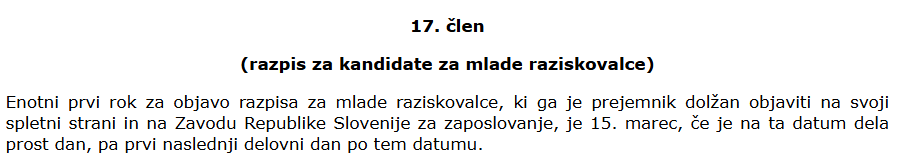 17. člen
(razpis za kandidate za mlade raziskovalce)
Enotni prvi rok za objavo razpisa za mlade raziskovalce, ki ga je prejemnik dolžan objaviti na svoji
spletni strani in na Zavodu Republike Slovenije za zaposlovanje, je 15. marec, če je na ta datum dela
prost dan, pa prvi naslednji delovni dan po tem datumu.